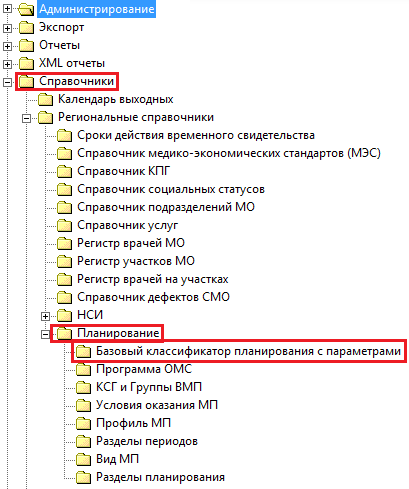 Администрирование
Экспорт
Отчеты
XML отчеты
Справочники
Календарь выходных
Региональные справочники
Сроки действия временного свидетельства
Справочник медико-экономических стандартов (МЭС)
Справочник КПГ
Справочник социальных статусов
Справочник подразделений МО
Справочник услуг
Регистр врачей МО
Регистр участков МО
Регистр врачей на участках
Справочник дефектов СМО
НСИ
Планирование
Базовый классификатор планирования с параметрами
Программа ОМС
КСГ и Группы ВМП
Условия оказания МП
Профиль МП
Разделы периодов
Вид МП
Разделы планирования